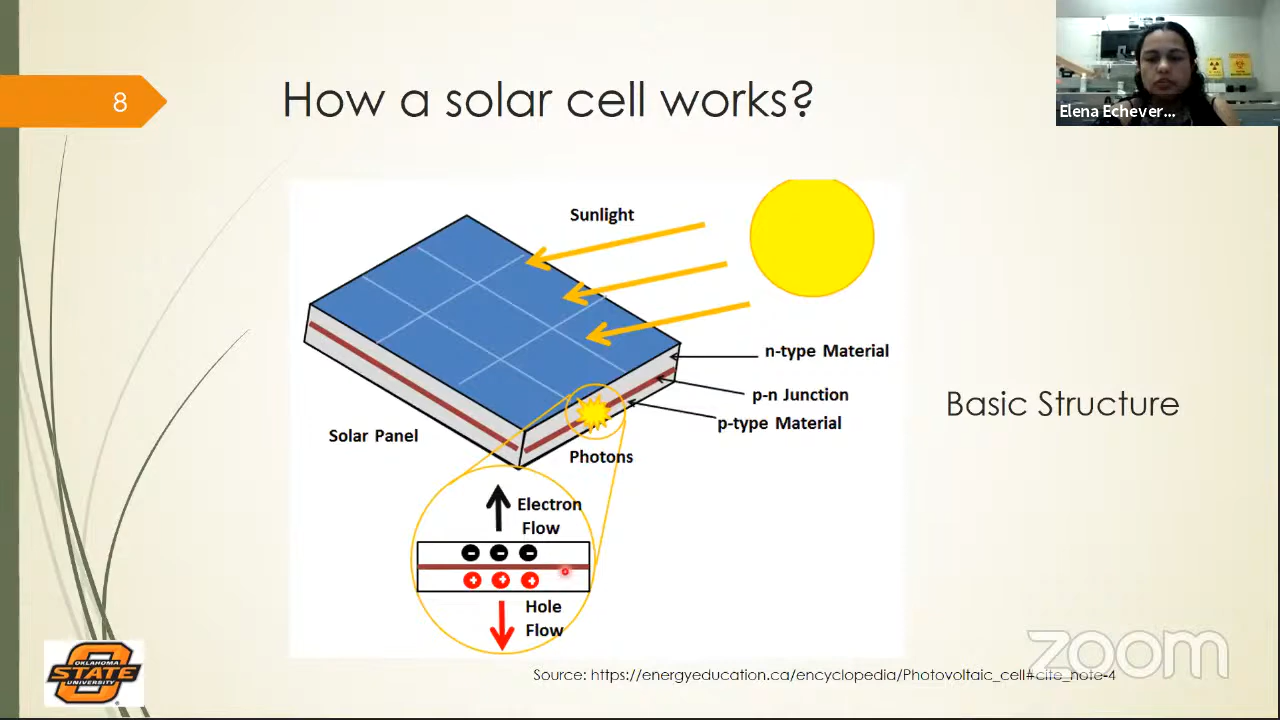 8
How a solar cell works?
Elena Echever...
Sunlight
n-type Material
p-n Junction
p-type Material
Basic Structure
Solar Panel
Photons
Electron
Flow
Hole
Flow
OKLAHOMA
STATE
UNIVERSITY
zoom
Source: https://energyeducation.ca/encyclopedia/Photovoltaic_cell#cite_note-4